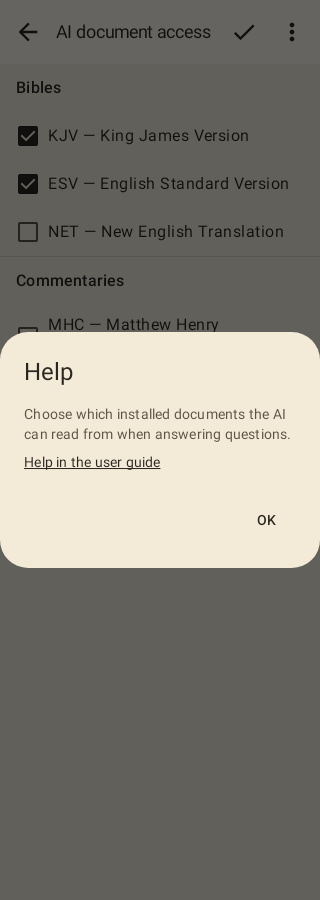 AI document access
Bibles
KJV — King James Version
ESV — English Standard Version
NET — New English Translation
Commentaries
MHC — Matthew Henry
Help
Choose which installed documents the AI
can read from when answering questions.
Help in the user guide
OK